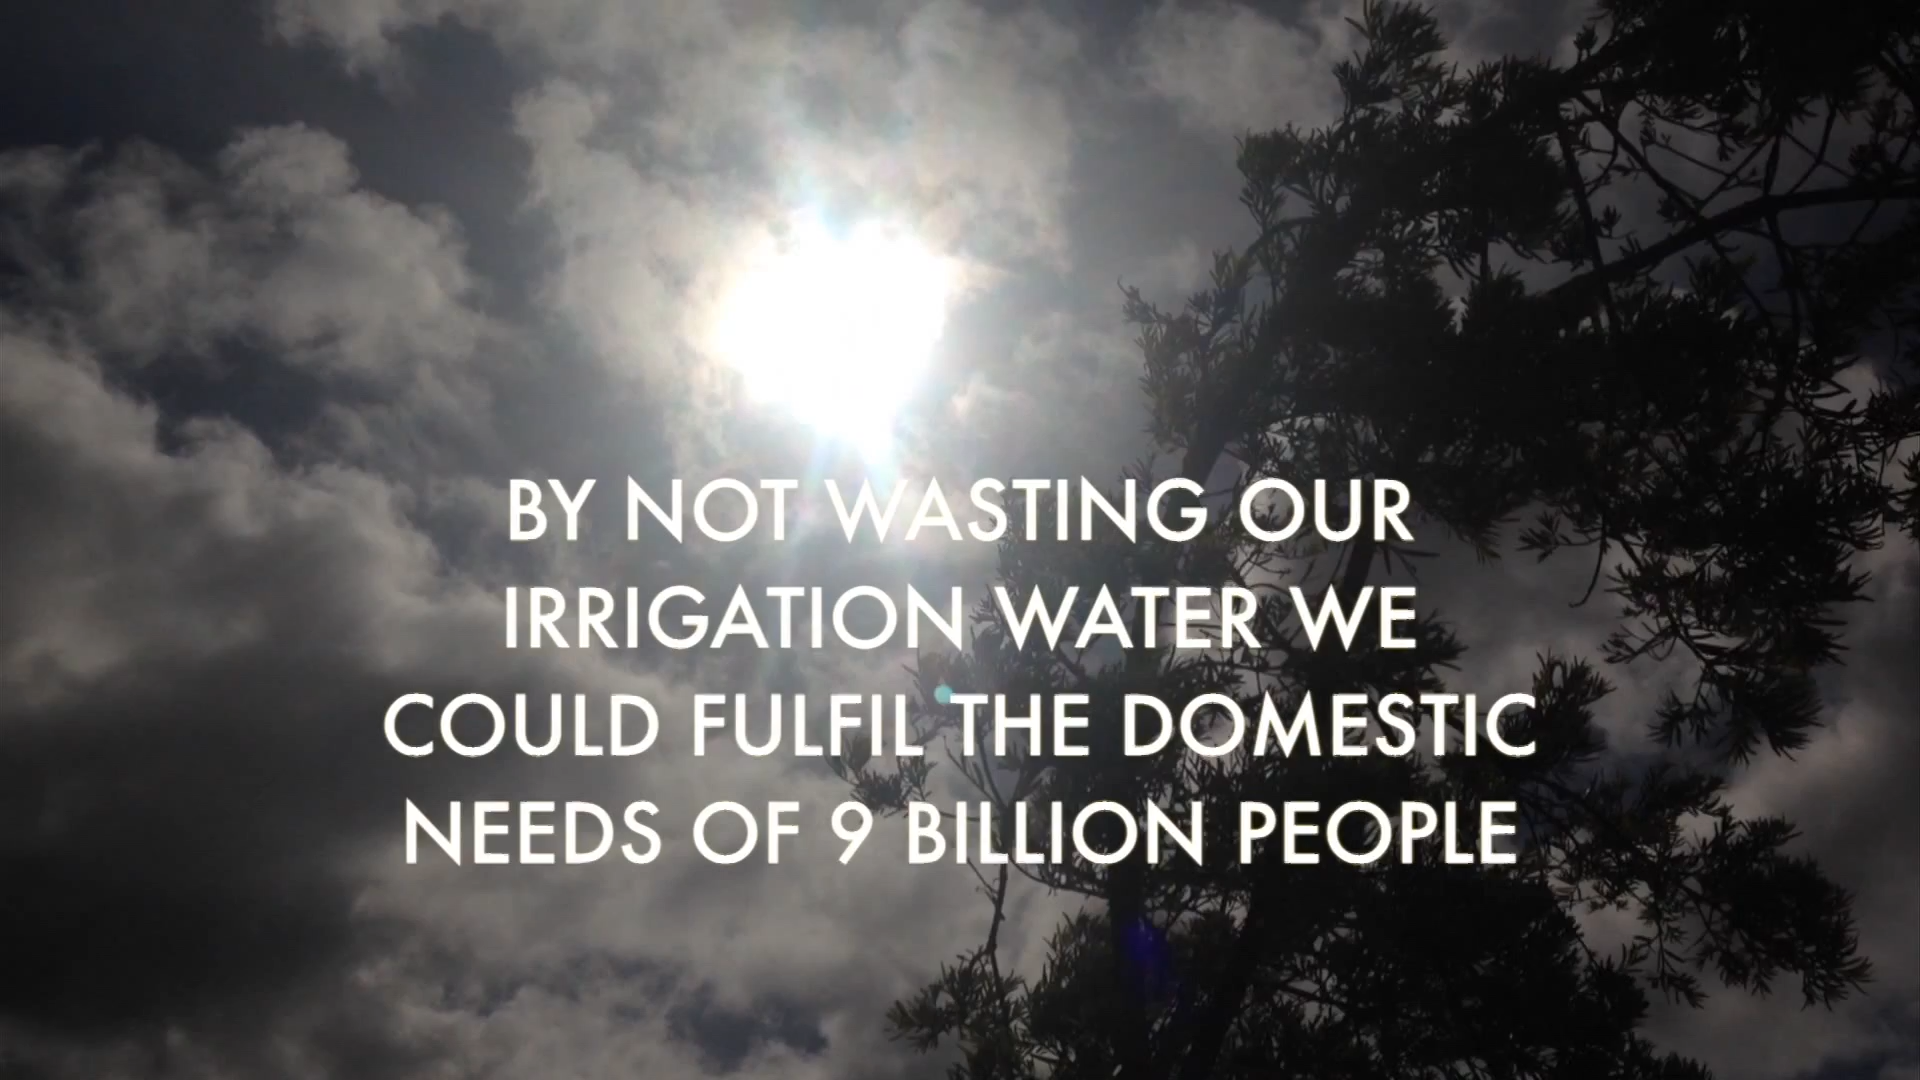 BY NOT WASTING OUR
IRRIGATION WATER WE
COULD FULFIL THE DOMESTIC
NEEDS OF 9 BILLION PEOPLE